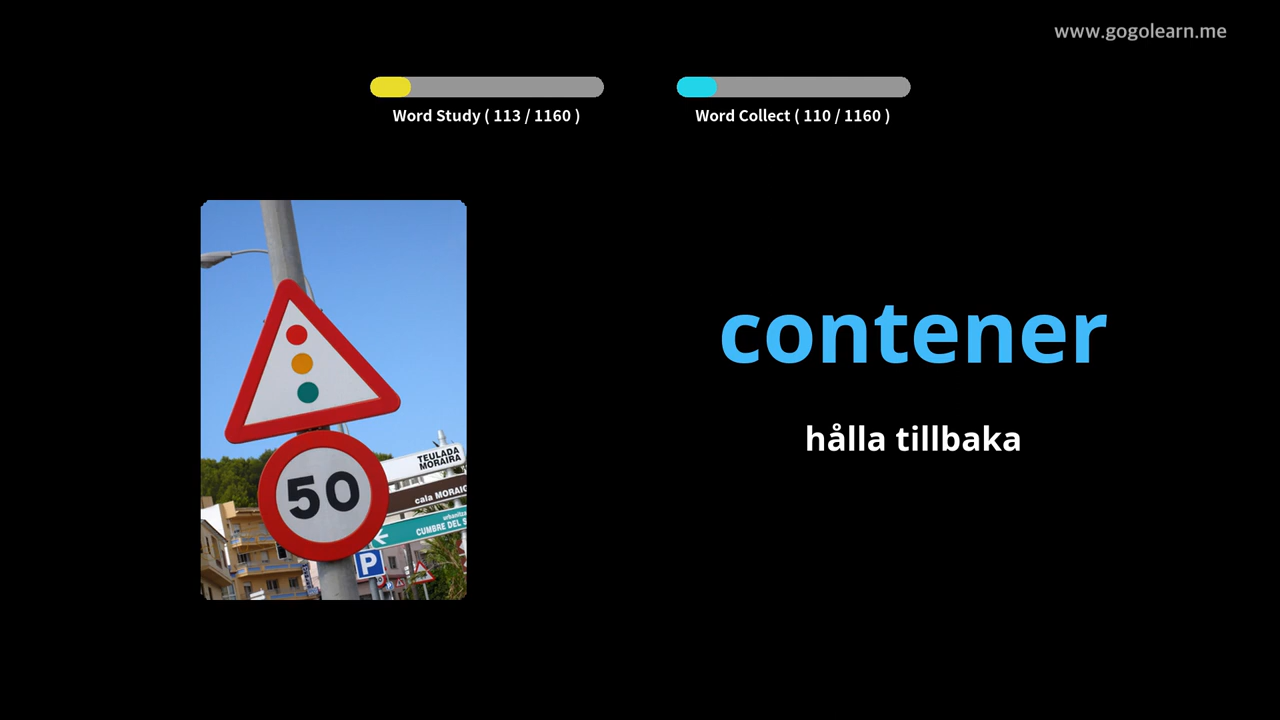 www.gogolearn.me
Word Study ( 113 / 1160 )
Word Collect ( 110 / 1160 )
contener
hålla tillbaka
TEULADA
MORAIRA
cala MORAIG
CUMBRE DEL S
50
P